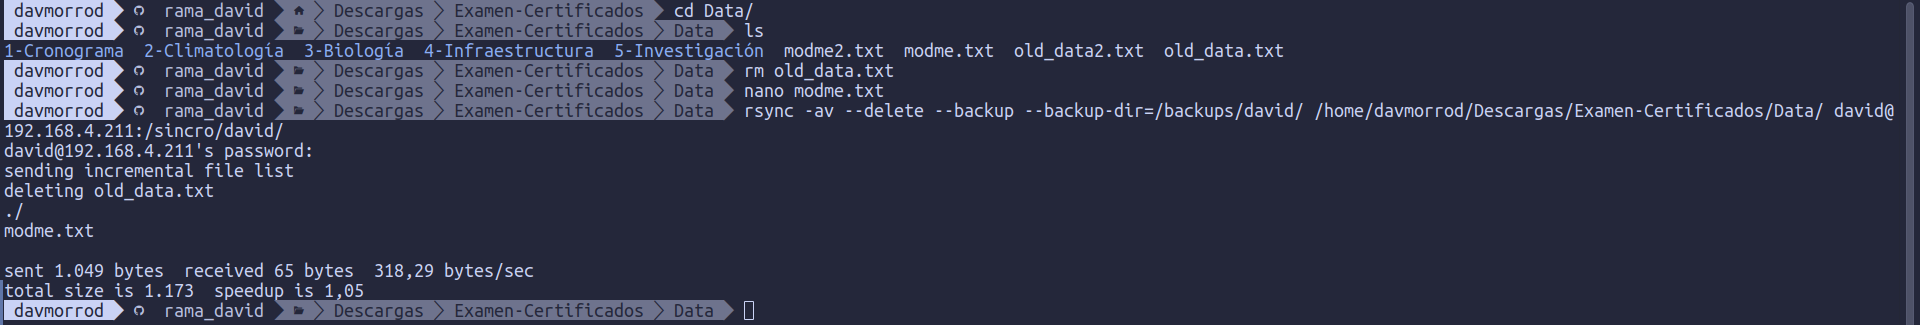 davmorrod rama_david Descargas Examen-Certificados cd Data/
davmorrod rama_david Descargas Examen-Certificados Data ls
1-Cronograma 2-Climatología 3-Biología 4-Infraestructura 5-Investigación modme2.txt modme.txt old_data2.txt old_data.txt
davmorrod rama_david Descargas Examen-Certificados Data rm old_data.txt
davmorrod rama_david Descargas Examen-Certificados Data nano modme.txt
davmorrod rama_david Descargas Examen-Certificados Data rsync -av --delete --backup --backup-dir=/backups/david/ /home/davmorrod/Descargas/Examen-Certificados/Data/ david@
192.168.4.211:/sincro/david/
david@192.168.4.211's password:
sending incremental file list
deleting old_data.txt
./
modme.txt
sent 1.049 bytes received 65 bytes 318,29 bytes/sec
total size is 1.173 speedup is 1,05
davmorrod rama_david Descargas Examen-Certificados Data